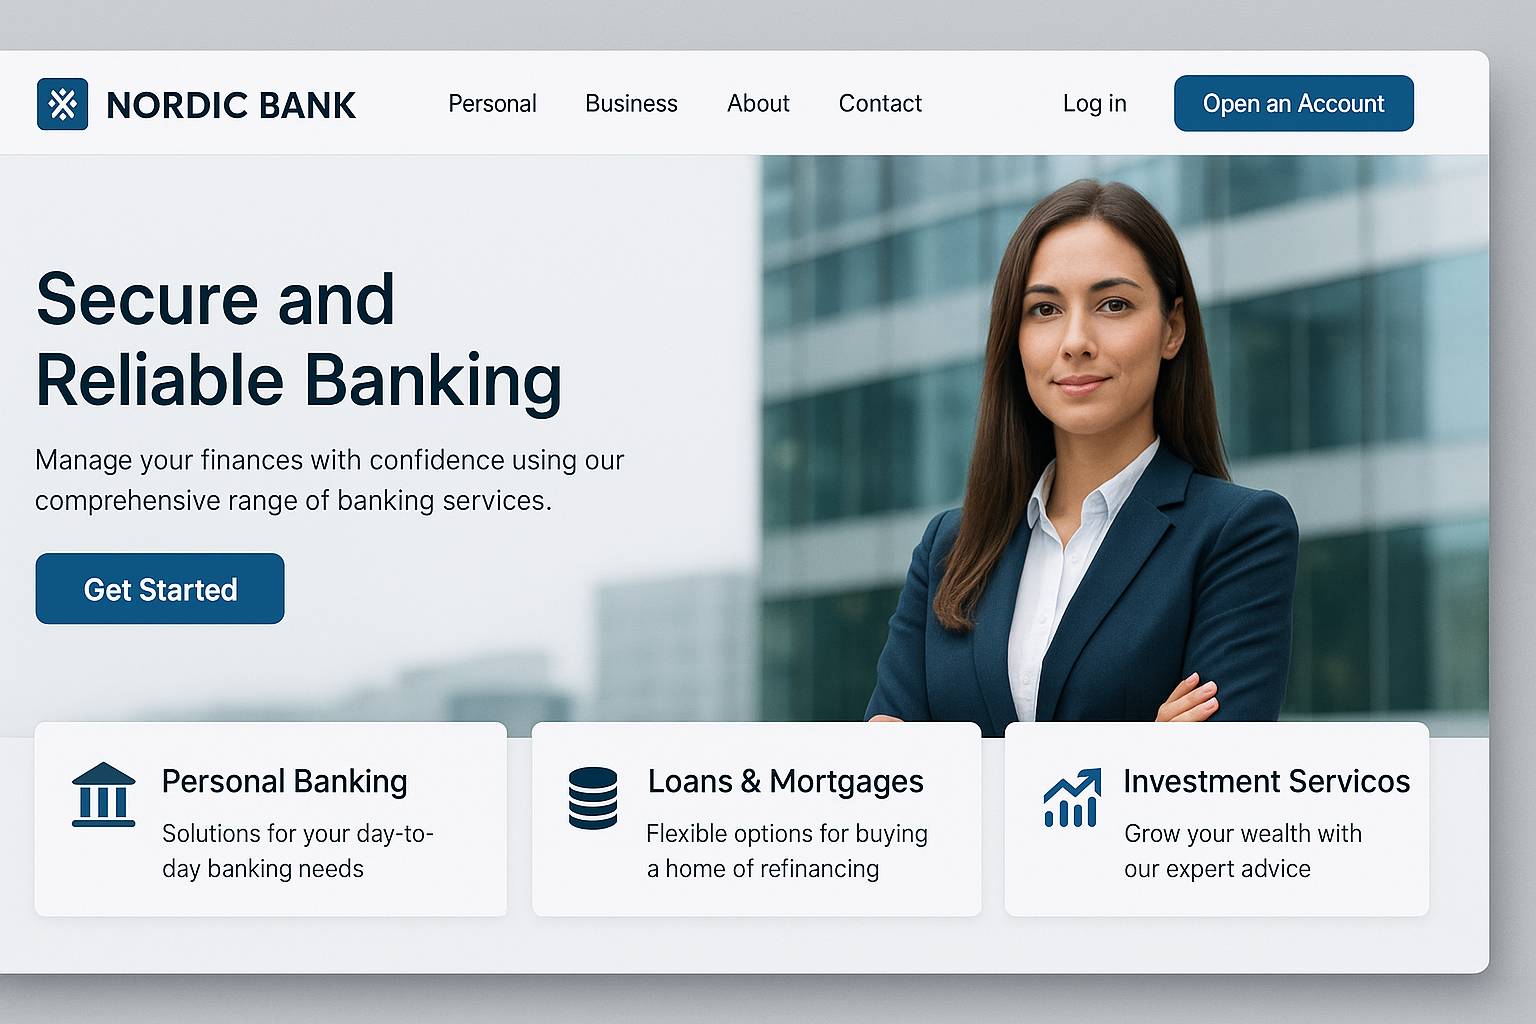 NORDIC BANK
Personal
Business
About
Contact
Log in
Open an Account
Secure and
Reliable Banking
Manage your finances with confidence using our
comprehensive range of banking services.
Get Started
Personal Banking
Solutions for your day-to-
day banking needs
Loans & Mortgages
Flexible options for buying
a home of refinancing
Investment Servicos
Grow your wealth with
our expert advice